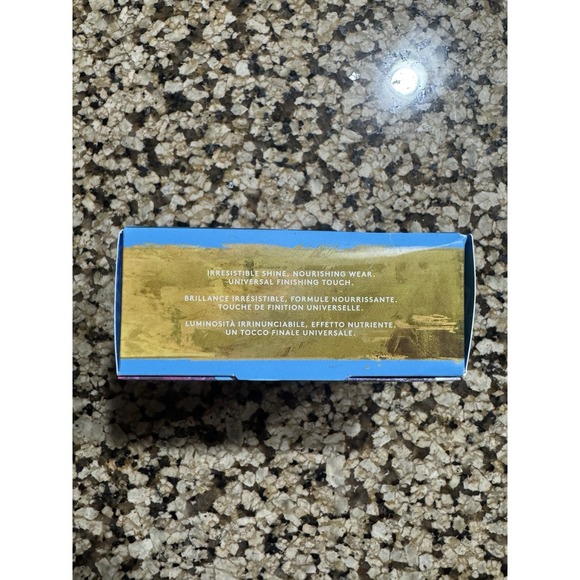 IRRESISTIBLE SHINE, NOURISHING WEAR.
UNIVERSAL FINISHING TOUCH.
BRILLANCE IRRÉSISTIBLE, FORMULE NOURRISSANTE.
TOUCHE DE FINITION UNIVERSELLE.
LUMINOSITÀ IRRINUNCIABILE, EFFETTO NUTRIENTE.
UN TOCCO FINALE UNIVERSALE.